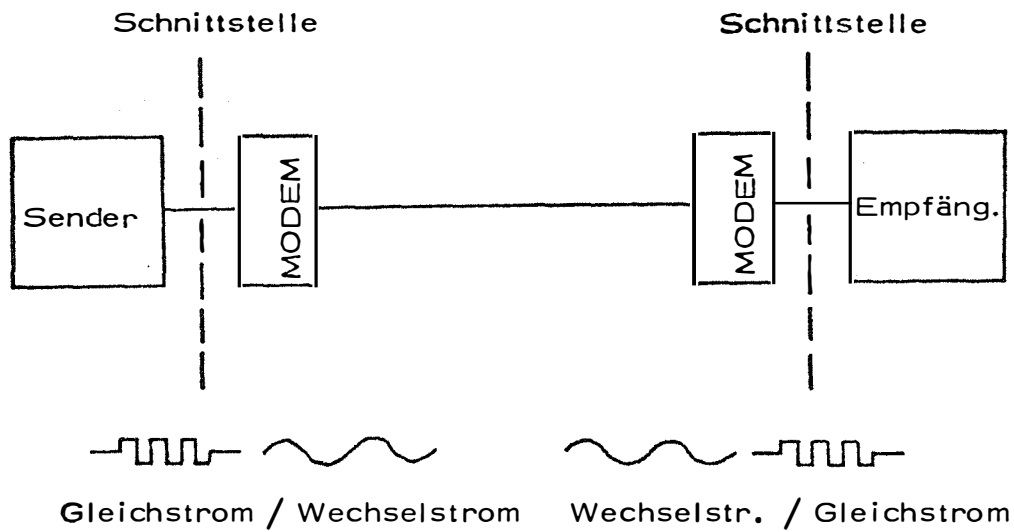 Schnittstelle Schnittstelle
Sender MODEM MODEM Empfäng.
Gleichstrom / Wechselstrom Wechselstr. / Gleichstrom